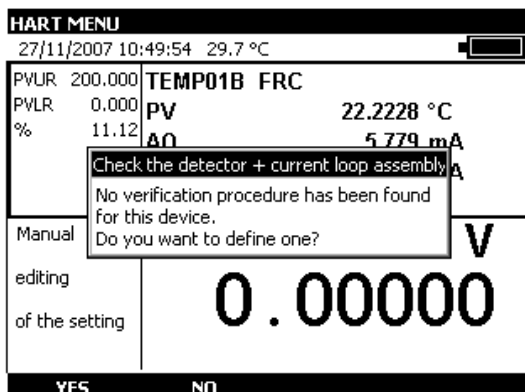 HART MENU
27/11/2007 10:49:54 29.7 °C
PVUR 200.000
PVLR 0.000
% 11.12
TEMP01B FRC
PV 22.2228 °C
AO 5.779 mA
A
Check the detector + current loop assembly
No verification procedure has been found
for this device.
Do you want to define one?
Manual
editing
of the setting
V
0.00000
YES NO